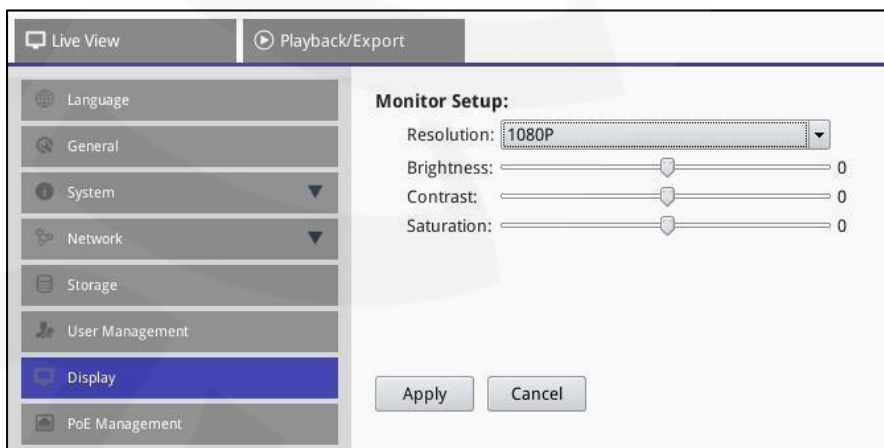 Live View
Playback/Export
Language
General
System
Network
Storage
User Management
Display
PoE Management
Monitor Setup:
Resolution: 1080P
Brightness: 0
Contrast: 0
Saturation: 0
Apply
Cancel